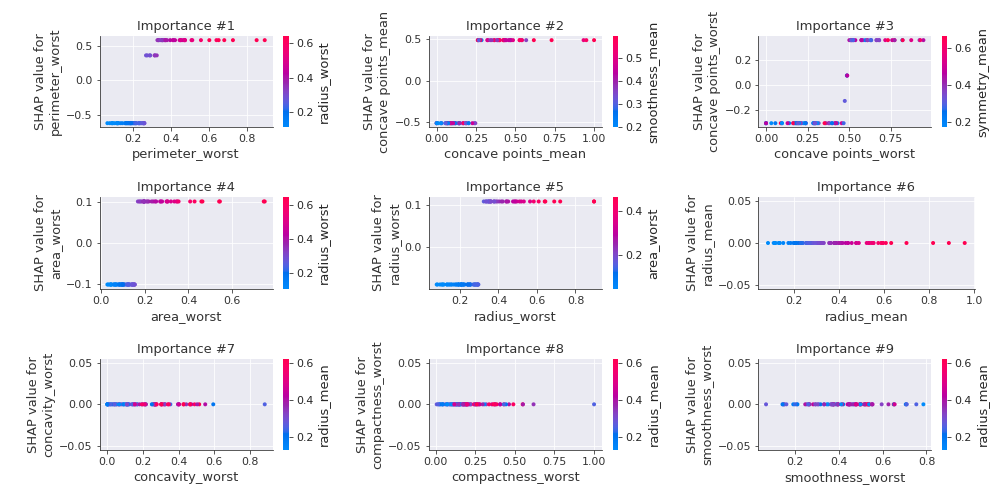 Importance #1
SHAP value for
perimeter_worst
0.5
0.0
−0.5
0.2
0.4
0.6
0.8
perimeter_worst
0.6
0.4
0.2
radius_worst
Importance #2
SHAP value for
concave points_mean
0.5
0.0
−0.5
0.00
0.25
0.50
0.75
1.00
concave points_mean
0.5
0.4
0.3
0.2
smoothness_mean
Importance #3
SHAP value for
concave points_worst
0.2
0.0
−0.2
0.00
0.25
0.50
0.75
concave points_worst
0.6
0.4
0.2
symmetry_mean
Importance #4
SHAP value for
area_worst
0.1
0.0
−0.1
0.0
0.2
0.4
0.6
area_worst
0.6
0.4
0.2
radius_worst
Importance #5
SHAP value for
radius_worst
0.1
0.0
0.2
0.4
0.6
0.8
radius_worst
0.4
0.2
area_worst
Importance #6
SHAP value for
radius_mean
0.05
0.00
−0.05
0.2
0.4
0.6
0.8
1.0
radius_mean
Importance #7
SHAP value for
concavity_worst
0.05
0.00
−0.05
0.0
0.2
0.4
0.6
0.8
concavity_worst
0.6
0.4
0.2
radius_mean
Importance #8
SHAP value for
compactness_worst
0.05
0.00
−0.05
0.00
0.25
0.50
0.75
1.00
compactness_worst
0.6
0.4
0.2
radius_mean
Importance #9
SHAP value for
smoothness_worst
0.05
0.00
−0.05
0.2
0.4
0.6
0.8
smoothness_worst
0.6
0.4
0.2
radius_mean